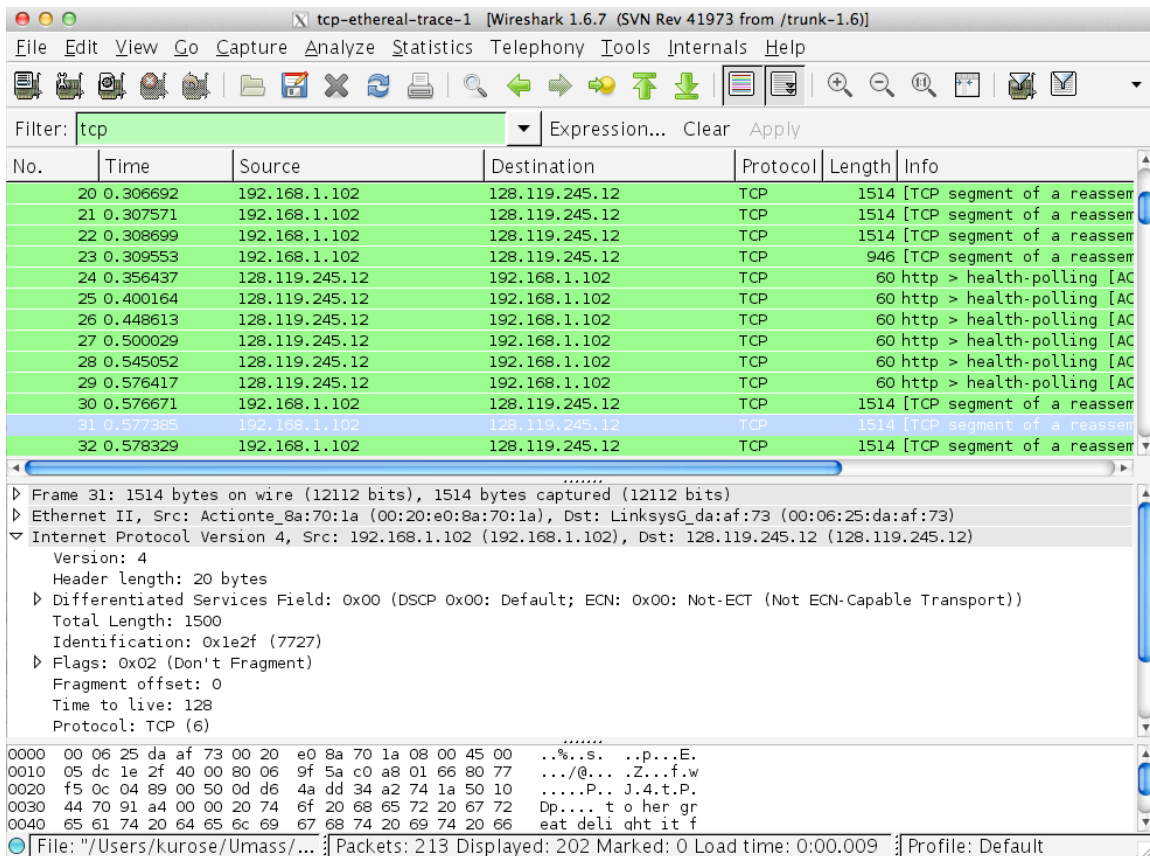 tcp-ethereal-trace-1 [Wireshark 1.6.7 (SVN Rev 41973 from /trunk-1.6)]
File Edit View Go Capture Analyze Statistics Telephony Tools Internals Help
Filter: tcp Expression... Clear Apply
No. Time Source Destination Protocol Length Info
20 0.306692 192.168.1.102 128.119.245.12 TCP 1514 [TCP segment of a reassem
21 0.307571 192.168.1.102 128.119.245.12 TCP 1514 [TCP segment of a reassem
22 0.308699 192.168.1.102 128.119.245.12 TCP 1514 [TCP segment of a reassem
23 0.309553 192.168.1.102 128.119.245.12 TCP 946 [TCP segment of a reassem
24 0.356437 128.119.245.12 192.168.1.102 TCP 60 http > health-polling [AC
25 0.400164 128.119.245.12 192.168.1.102 TCP 60 http > health-polling [AC
26 0.448613 128.119.245.12 192.168.1.102 TCP 60 http > health-polling [AC
27 0.500029 128.119.245.12 192.168.1.102 TCP 60 http > health-polling [AC
28 0.545052 128.119.245.12 192.168.1.102 TCP 60 http > health-polling [AC
29 0.576417 128.119.245.12 192.168.1.102 TCP 60 http > health-polling [AC
30 0.576671 192.168.1.102 128.119.245.12 TCP 1514 [TCP segment of a reassem
31 0.577385 192.168.1.102 128.119.245.12 TCP 1514 [TCP segment of a reassem
32 0.578329 192.168.1.102 128.119.245.12 TCP 1514 [TCP segment of a reassem
Frame 31: 1514 bytes on wire (12112 bits), 1514 bytes captured (12112 bits)
Ethernet II, Src: Actionte_8a:70:1a (00:20:e0:8a:70:1a), Dst: LinksysG_da:af:73 (00:06:25:da:af:73)
Internet Protocol Version 4, Src: 192.168.1.102 (192.168.1.102), Dst: 128.119.245.12 (128.119.245.12)
Version: 4
Header length: 20 bytes
Differentiated Services Field: 0x00 (DSCP 0x00: Default; ECN: 0x00: Not-ECT (Not ECN-Capable Transport))
Total Length: 1500
Identification: 0x1e2f (7727)
Flags: 0x02 (Don't Fragment)
Fragment offset: 0
Time to live: 128
Protocol: TCP (6)
0000 00 06 25 da af 73 00 20 e0 8a 70 1a 08 00 45 00 ..%..s. ..p...E.
0010 05 dc 1e 2f 40 00 80 06 9f 5a c0 a8 01 66 80 77 .../@... .Z...f.w
0020 f5 0c 04 89 00 50 0d d6 4a dd 34 a2 74 1a 50 10 .....P.. J.4.t.P.
0030 44 70 91 a4 00 00 20 74 6f 20 68 65 72 20 67 72 Dp.... t o her gr
0040 65 61 74 20 64 65 6c 69 67 68 74 20 69 74 20 66 eat deli ght it f
File: "/Users/kurose/Umass/... Packets: 213 Displayed: 202 Marked: 0 Load time: 0:00.009 Profile: Default